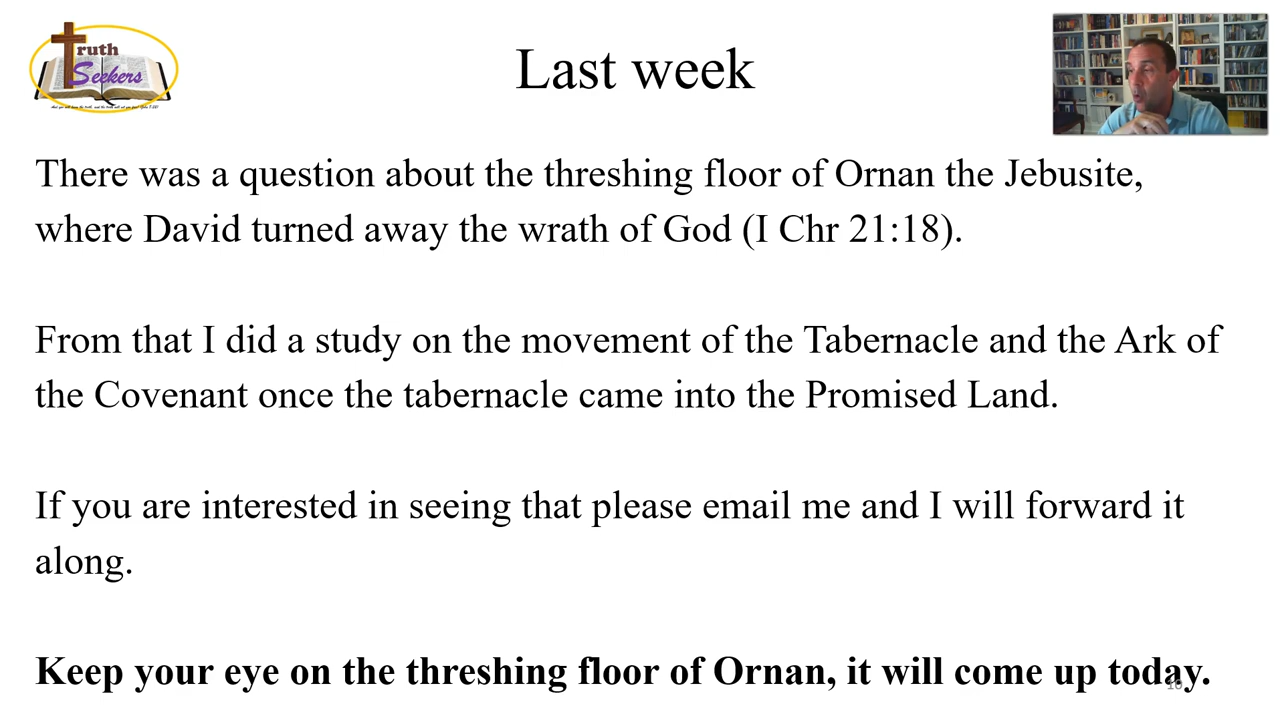 Truth
Seekers
Last week
There was a question about the threshing floor of Ornan the Jebusite,
where David turned away the wrath of God (I Chr 21:18).
From that I did a study on the movement of the Tabernacle and the Ark of
the Covenant once the tabernacle came into the Promised Land.
If you are interested in seeing that please email me and I will forward it
along.
Keep your eye on the threshing floor of Ornan, it will come up today.